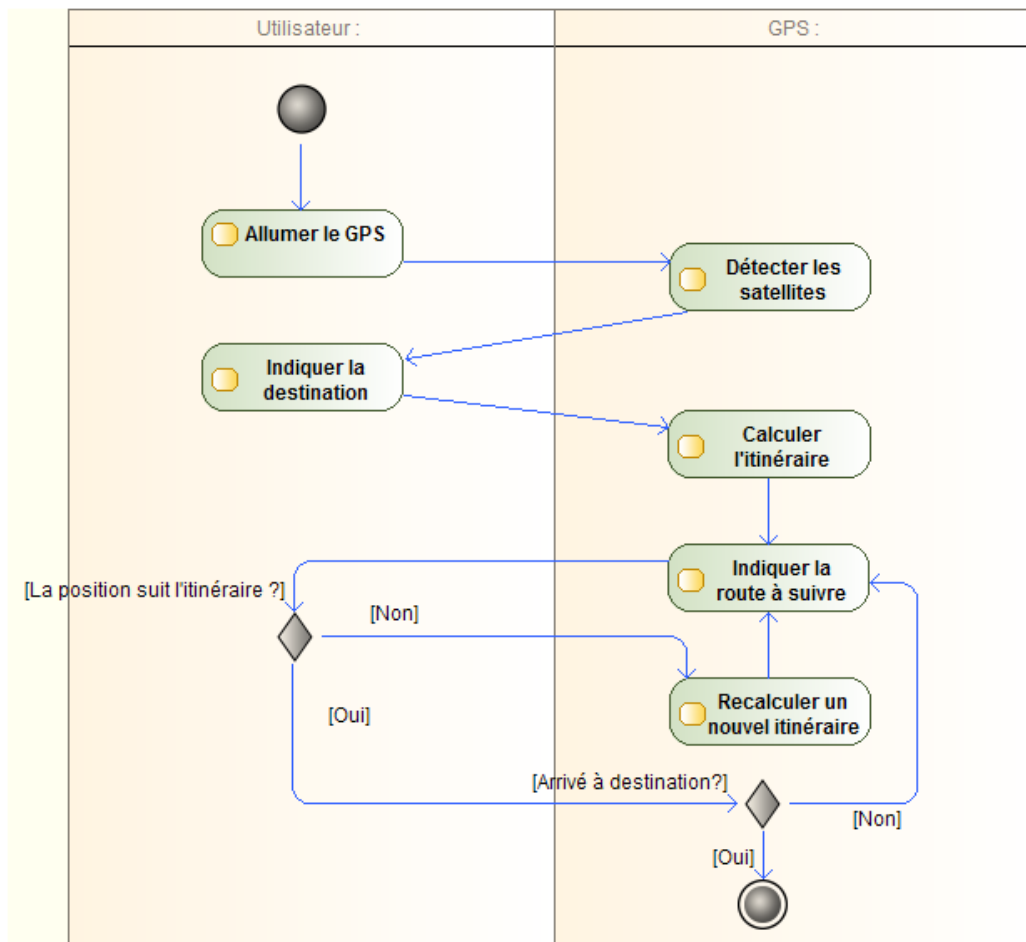 Utilisateur :
GPS :
Allumer le GPS
Détecter les
satellites
Indiquer la
destination
Calculer
l'itinéraire
Indiquer la
route à suivre
[La position suit l'itinéraire ?]
[Non]
Recalculer un
nouvel itinéraire
[Oui]
[Arrivé à destination?]
[Non]
[Oui]